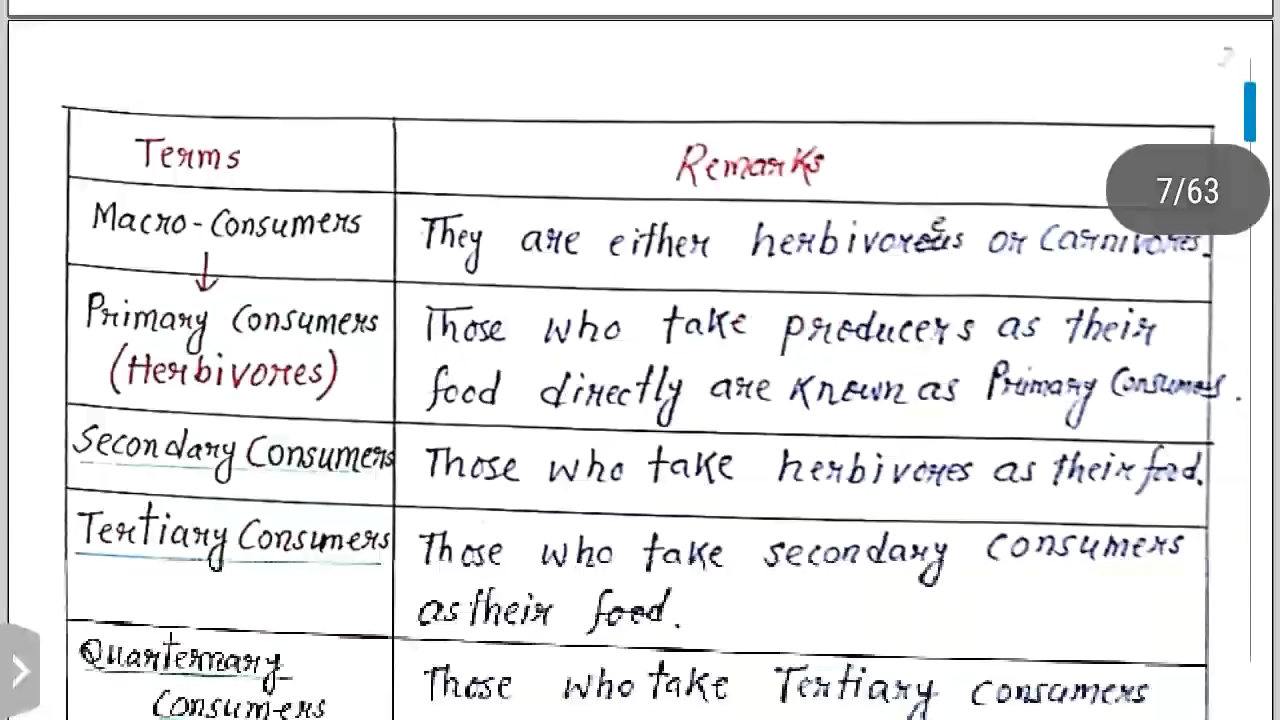 7
Terms
Remarks
7/63
Macro-Consumers
They are either herbivores or Carnivores.
↓
Primary Consumers
(Herbivores)
Those who take producers as their
food directly are known as Primary Consumers.
Secondary Consumers
Those who take herbivores as their food.
Tertiary Consumers
Those who take secondary consumers
as their food.
Quarternary
Consumers
Those who take Tertiary consumers